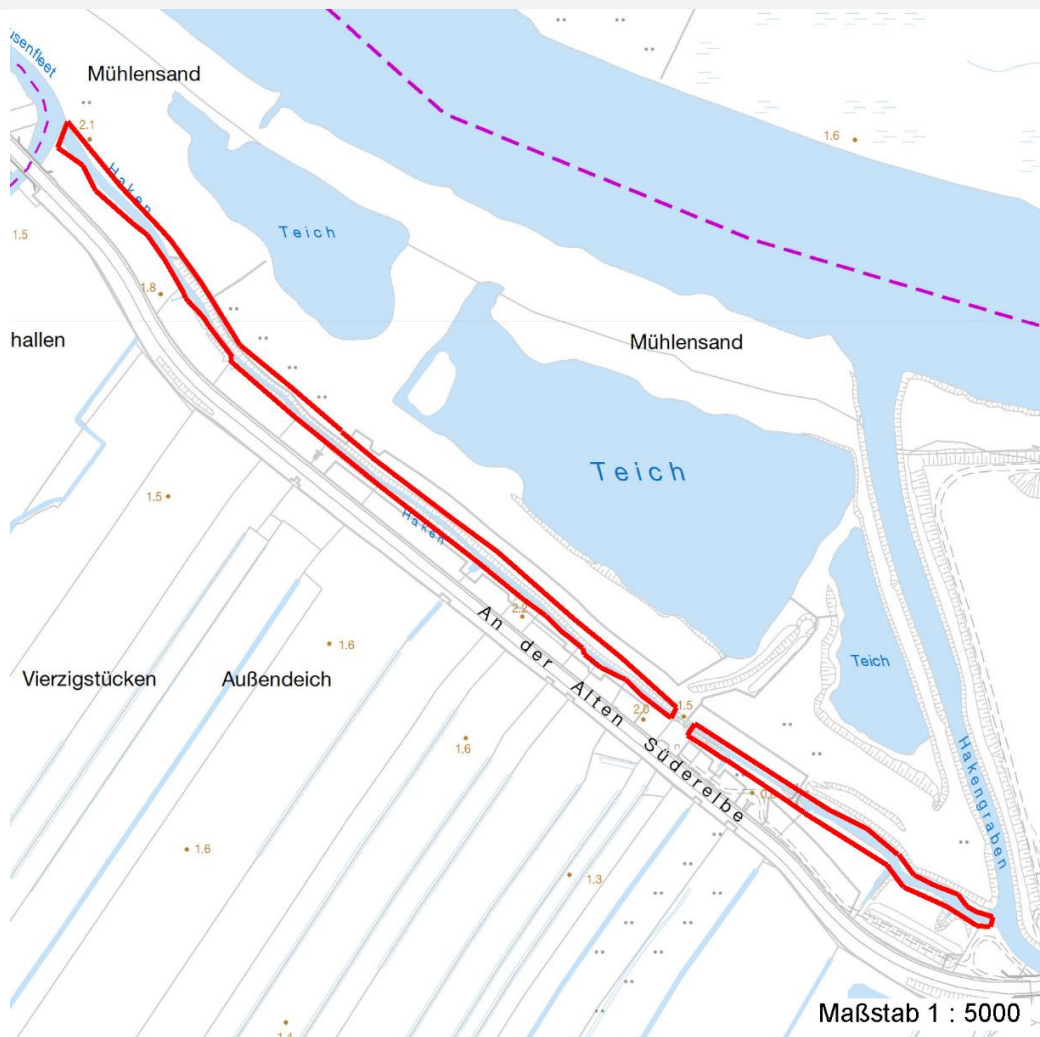 usenfleet
Mühlensand
2.1
Haken
1.6
1.5
Teich
1.8
hallen
Mühlensand
Teich
1.5
Haken
2.2
An der Alten Süderelbe
1.6
Vierzigstücken
Außendeich
Teich
1.5
1.6
Hakengraben
1.6
1.3
Maßstab 1 : 5000